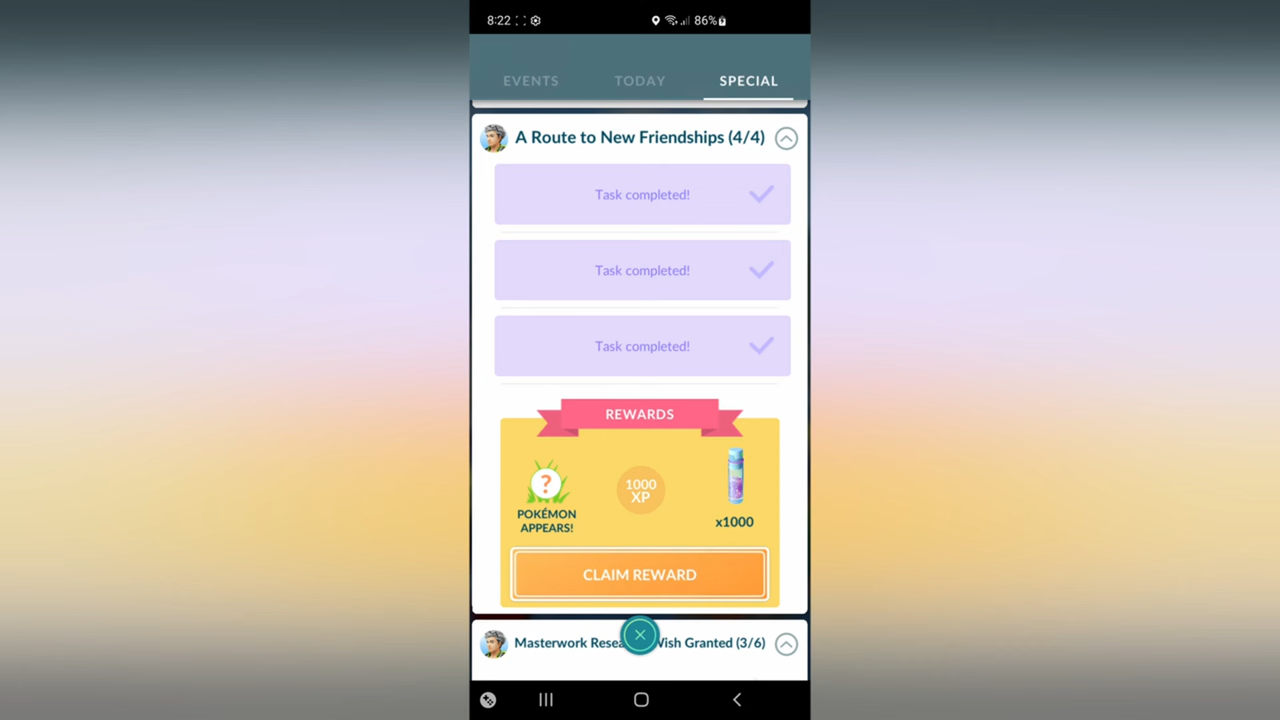 8:22
86%
EVENTS
TODAY
SPECIAL
A Route to New Friendships (4/4)
Task completed!
Task completed!
Task completed!
REWARDS
?
POKÉMON
APPEARS!
1000
XP
x1000
CLAIM REWARD
Masterwork Resea Wish Granted (3/6)